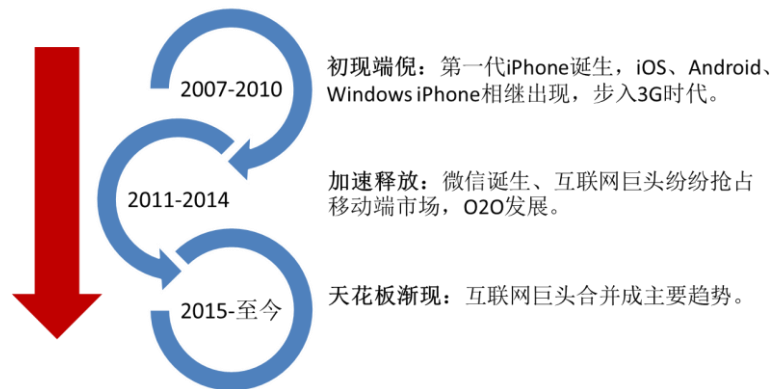 2007-2010
初现端倪：第一代iPhone诞生，iOS、Android、
Windows iPhone相继出现，步入3G时代。
2011-2014
加速释放：微信诞生、互联网巨头纷纷抢占
移动端市场，O2O发展。
2015-至今
天花板渐现：互联网巨头合并成主要趋势。